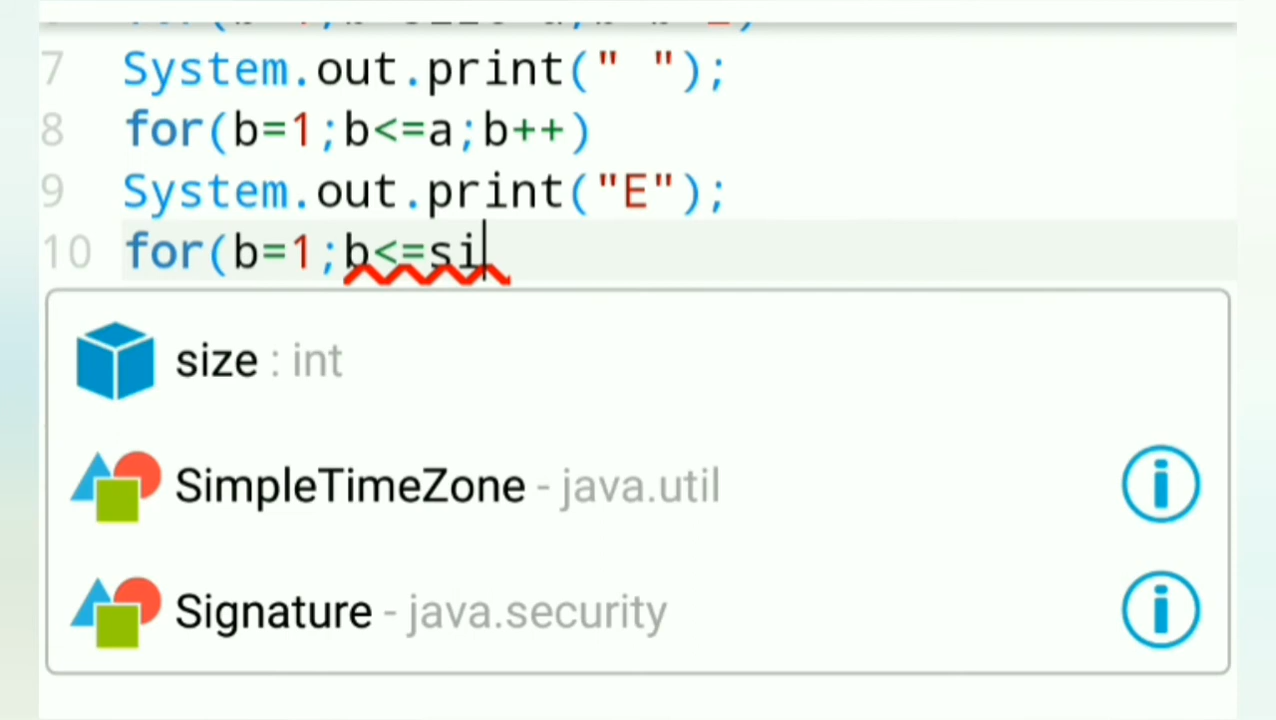 7 System.out.print(" ");
8 for(b=1;b<=a;b++)
9 System.out.print("E");
10 for(b=1;b<=si
size : int
SimpleTimeZone - java.util
Signature - java.security